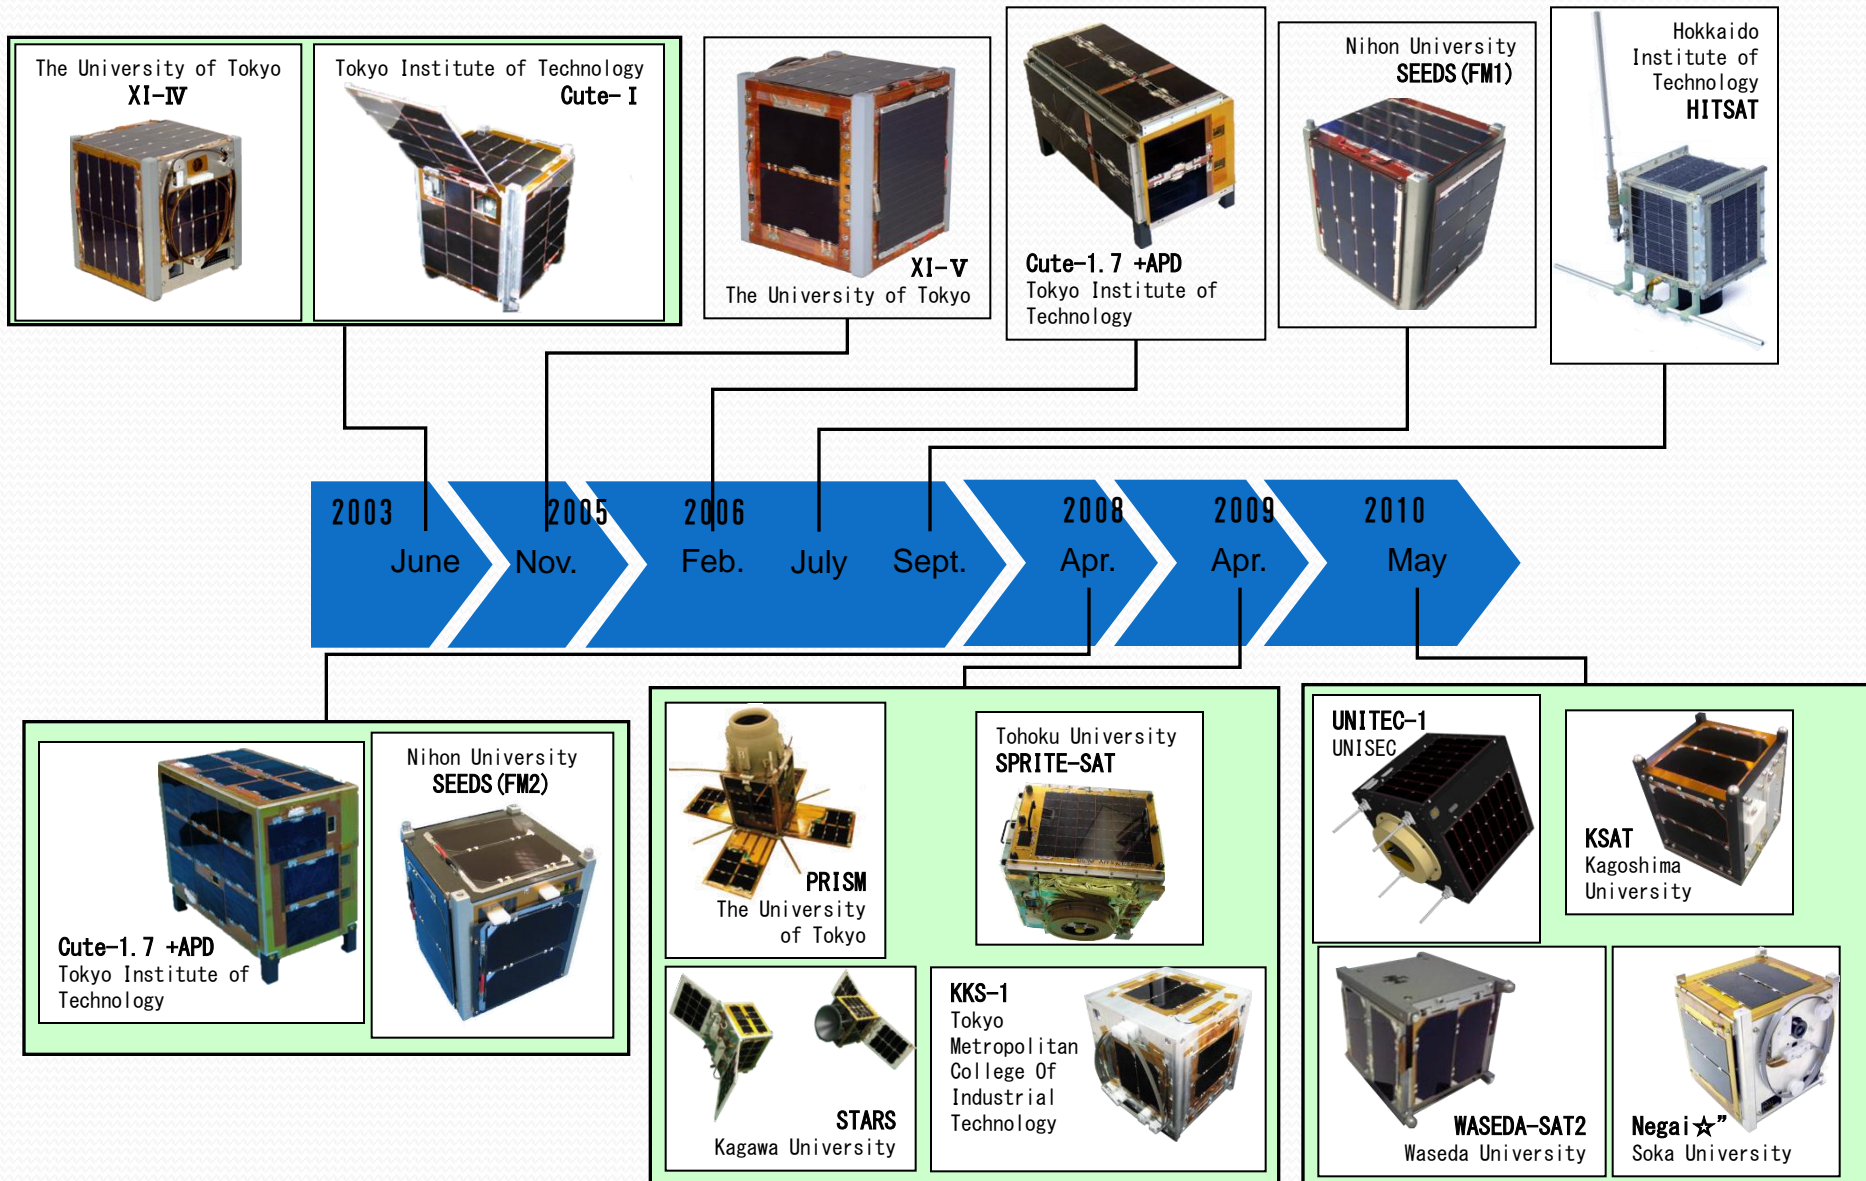 The University of Tokyo
XI-Ⅳ
Tokyo Institute of Technology
Cute-Ⅰ
XI-Ⅴ
The University of Tokyo
Cute-1.7 +APD
Tokyo Institute of
Technology
Nihon University
SEEDS(FM1)
Hokkaido
Institute of
Technology
HITSAT
2003
2005
2006
2008
2009
2010
June
Nov.
Feb.
July
Sept.
Apr.
Apr.
May
Cute-1.7 +APD
Tokyo Institute of
Technology
Nihon University
SEEDS(FM2)
PRISM
The University
of Tokyo
Tohoku University
SPRITE-SAT
STARS
Kagawa University
KKS-1
Tokyo
Metropolitan
College Of
Industrial
Technology
UNITEC-1
UNISEC
KSAT
Kagoshima
University
WASEDA-SAT2
Waseda University
Negai☆”
Soka University